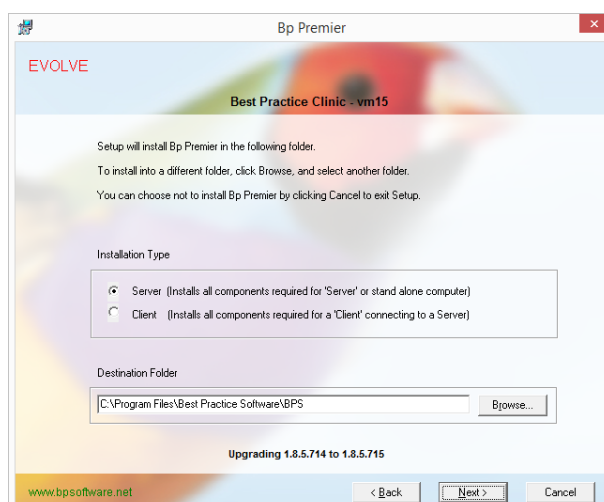 Bp Premier
EVOLVE
Best Practice Clinic - vm15
Setup will install Bp Premier in the following folder.
To install into a different folder, click Browse, and select another folder.
You can choose not to install Bp Premier by clicking Cancel to exit Setup.
Installation Type
Server (Installs all components required for 'Server' or stand alone computer)
Client (Installs all components required for a 'Client' connecting to a Server)
Destination Folder
C:\Program Files\Best Practice Software\BPS
Browse...
Upgrading 1.8.5.714 to 1.8.5.715
www.bpsoftware.net
< Back
Next >
Cancel